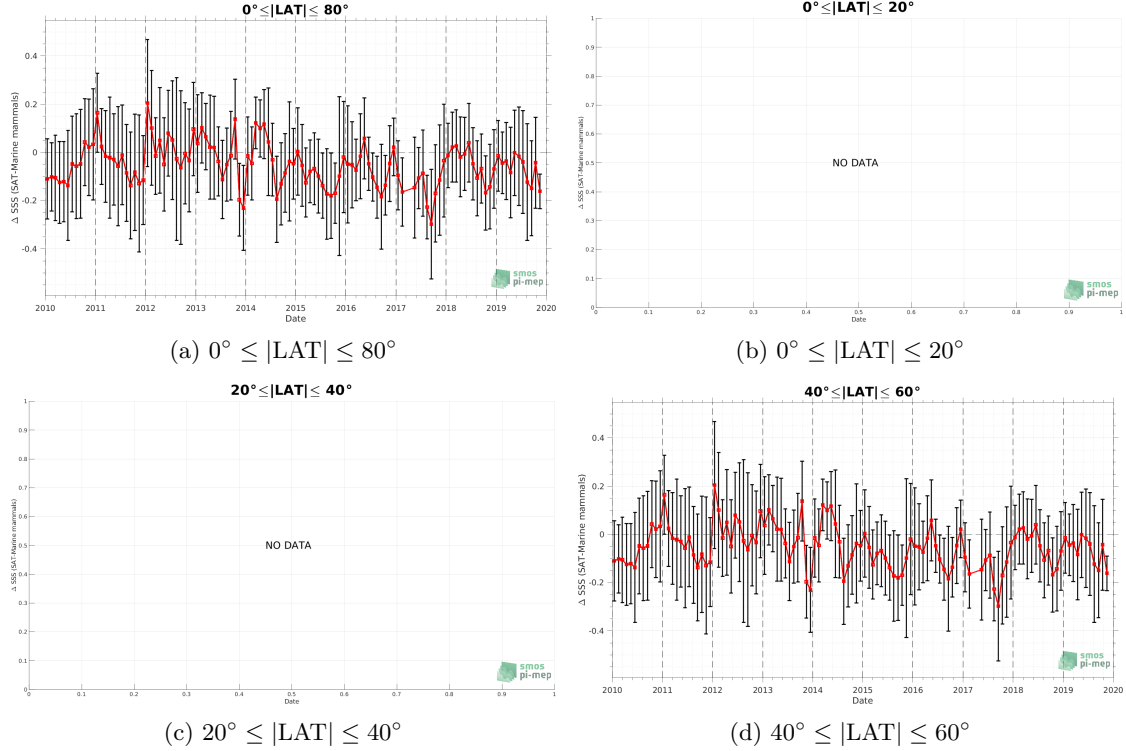 0°≤|LAT|≤ 80°
Δ SSS (SAT-Marine mammals)
0.4
0.2
0
-0.2
-0.4
2010 2011 2012 2013 2014 2015 2016 2017 2018 2019 2020
Date
smos
pi-mep
(a) 0° ≤ |LAT| ≤ 80°
0°≤|LAT|≤ 20°
Δ SSS (SAT-Marine mammals)
1
0.9
0.8
0.7
0.6
0.5
0.4
0.3
0.2
0.1
0
NO DATA
0 0.1 0.2 0.3 0.4 0.5 0.6 0.7 0.8 0.9 1
Date
smos
pi-mep
(b) 0° ≤ |LAT| ≤ 20°
20°≤|LAT|≤ 40°
Δ SSS (SAT-Marine mammals)
1
0.9
0.8
0.7
0.6
0.5
0.4
0.3
0.2
0.1
0
NO DATA
0 0.1 0.2 0.3 0.4 0.5 0.6 0.7 0.8 0.9 1
Date
smos
pi-mep
(c) 20° ≤ |LAT| ≤ 40°
40°≤|LAT|≤ 60°
Δ SSS (SAT-Marine mammals)
0.4
0.2
0
-0.2
-0.4
2010 2011 2012 2013 2014 2015 2016 2017 2018 2019 2020
Date
smos
pi-mep
(d) 40° ≤ |LAT| ≤ 60°